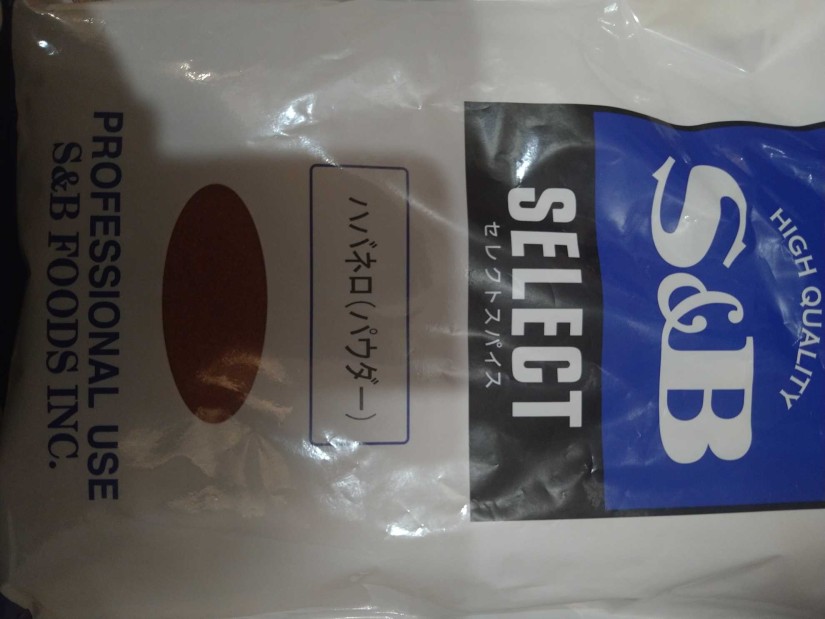 HIGH QUALITY
S&B
SELECT
セレクトスパイス
ハバネロ(パウダー)
PROFESSIONAL USE
S&B FOODS INC.